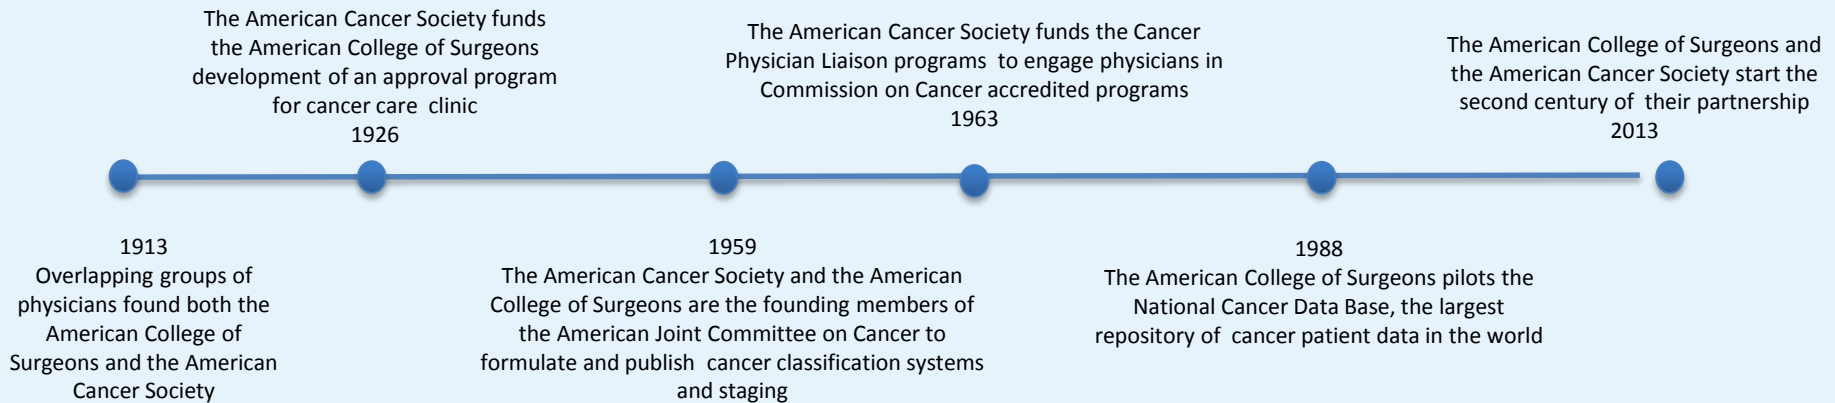 The American Cancer Society funds
the American College of Surgeons
development of an approval program
for cancer care clinic
1926
The American Cancer Society funds the Cancer
Physician Liaison programs to engage physicians in
Commission on Cancer accredited programs
1963
The American College of Surgeons and
the American Cancer Society start the
second century of their partnership
2013
1913
Overlapping groups of
physicians found both the
American College of
Surgeons and the American
Cancer Society
1959
The American Cancer Society and the American
College of Surgeons are the founding members of
the American Joint Committee on Cancer to
formulate and publish cancer classification systems
and staging
1988
The American College of Surgeons pilots the
National Cancer Data Base, the largest
repository of cancer patient data in the world